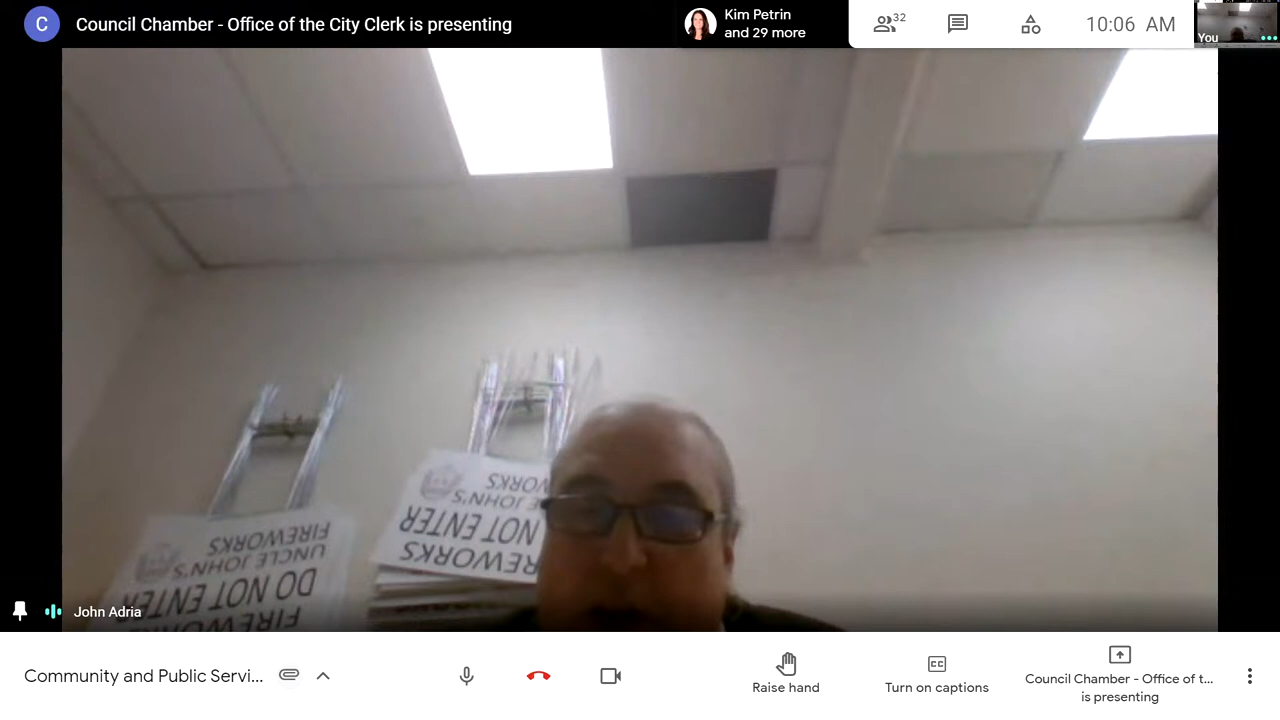 C
Council Chamber - Office of the City Clerk is presenting
Kim Petrin
and 29 more
32
10:06 AM
You
FIREWORKS
DO NOT ENTER
UNCLE JOHN'S
FIREWORKS
NOT ENTER
John Adria
Community and Public Servi...
Raise hand
CC
Turn on captions
Council Chamber - Office of t...
is presenting